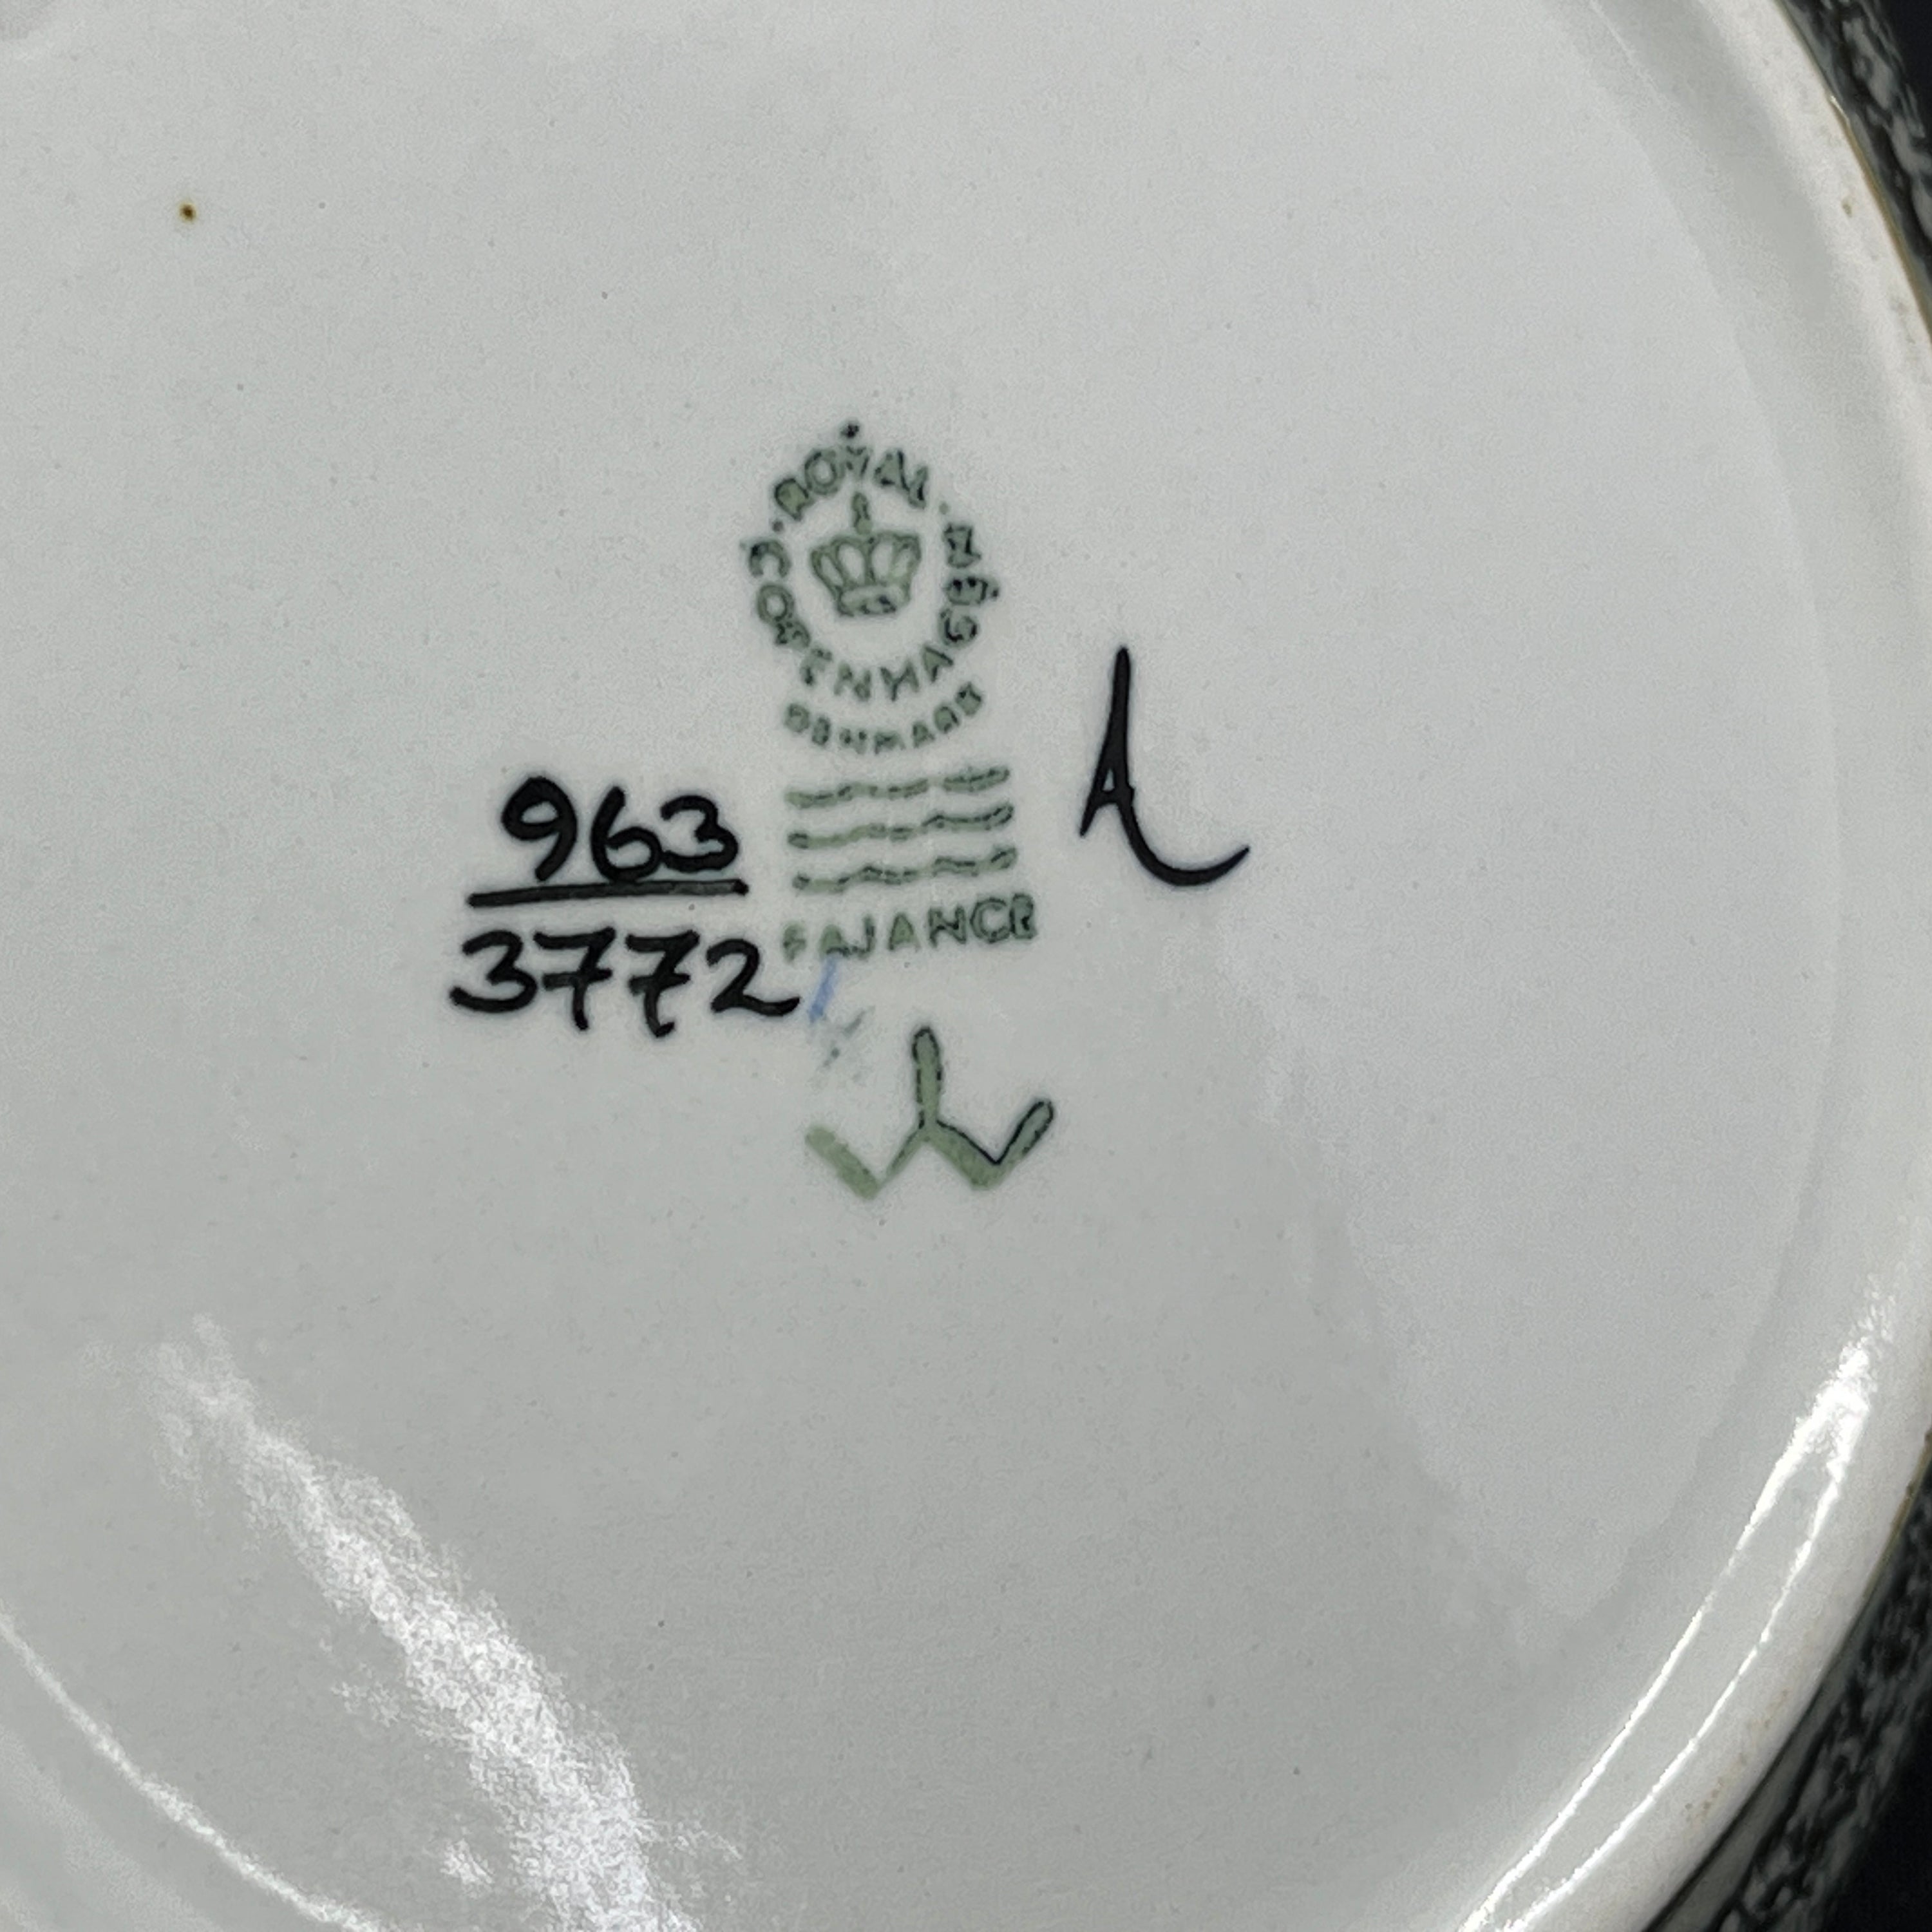 ROYAL
COPENHAGEN
DENMARK
963
3772
FAJANCE
A